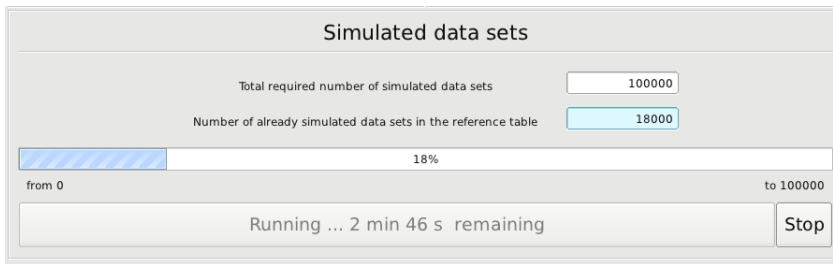 Simulated data sets
Total required number of simulated data sets 100000
Number of already simulated data sets in the reference table 18000
18%
from 0 to 100000
Running ... 2 min 46 s remaining Stop